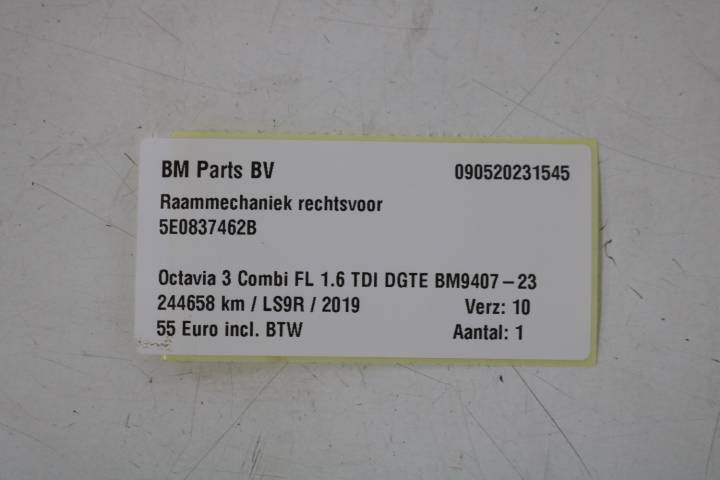 BM Parts BV 090520231545
Raammechaniek rechtsvoor
5E0837462B
Octavia 3 Combi FL 1.6 TDI DGTE BM9407-23
244658 km / LS9R / 2019 Verz: 10
55 Euro incl. BTW Aantal: 1